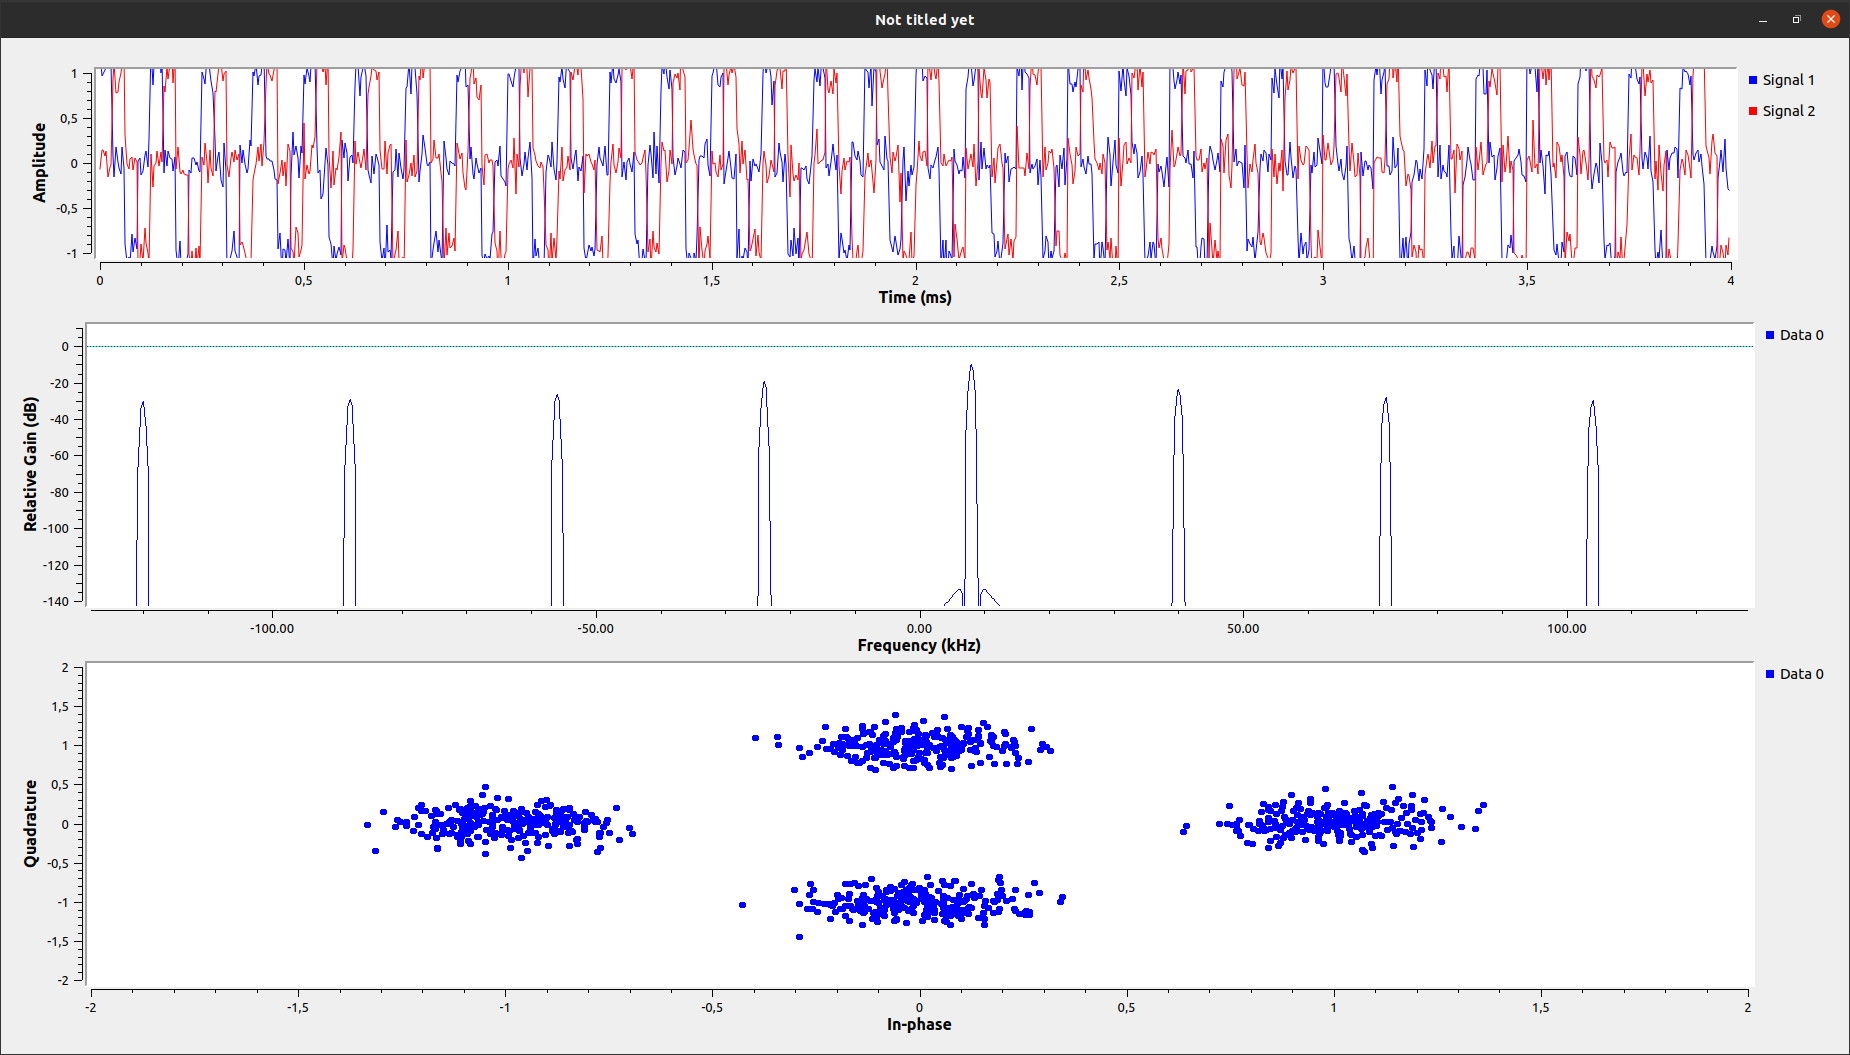 Not titled yet
Amplitude
1
0,5
0
-0,5
-1
0 0,5 1 1,5 2 2,5 3 3,5 4
Time (ms)
Signal 1
Signal 2
Relative Gain (dB)
0
-20
-40
-60
-80
-100
-120
-140
-100.00 -50.00 0.00 50.00 100.00
Frequency (kHz)
Data 0
Quadrature
2
1,5
1
0,5
0
-0,5
-1
-1,5
-2
-2 -1,5 -1 -0,5 0 0,5 1 1,5 2
In-phase
Data 0